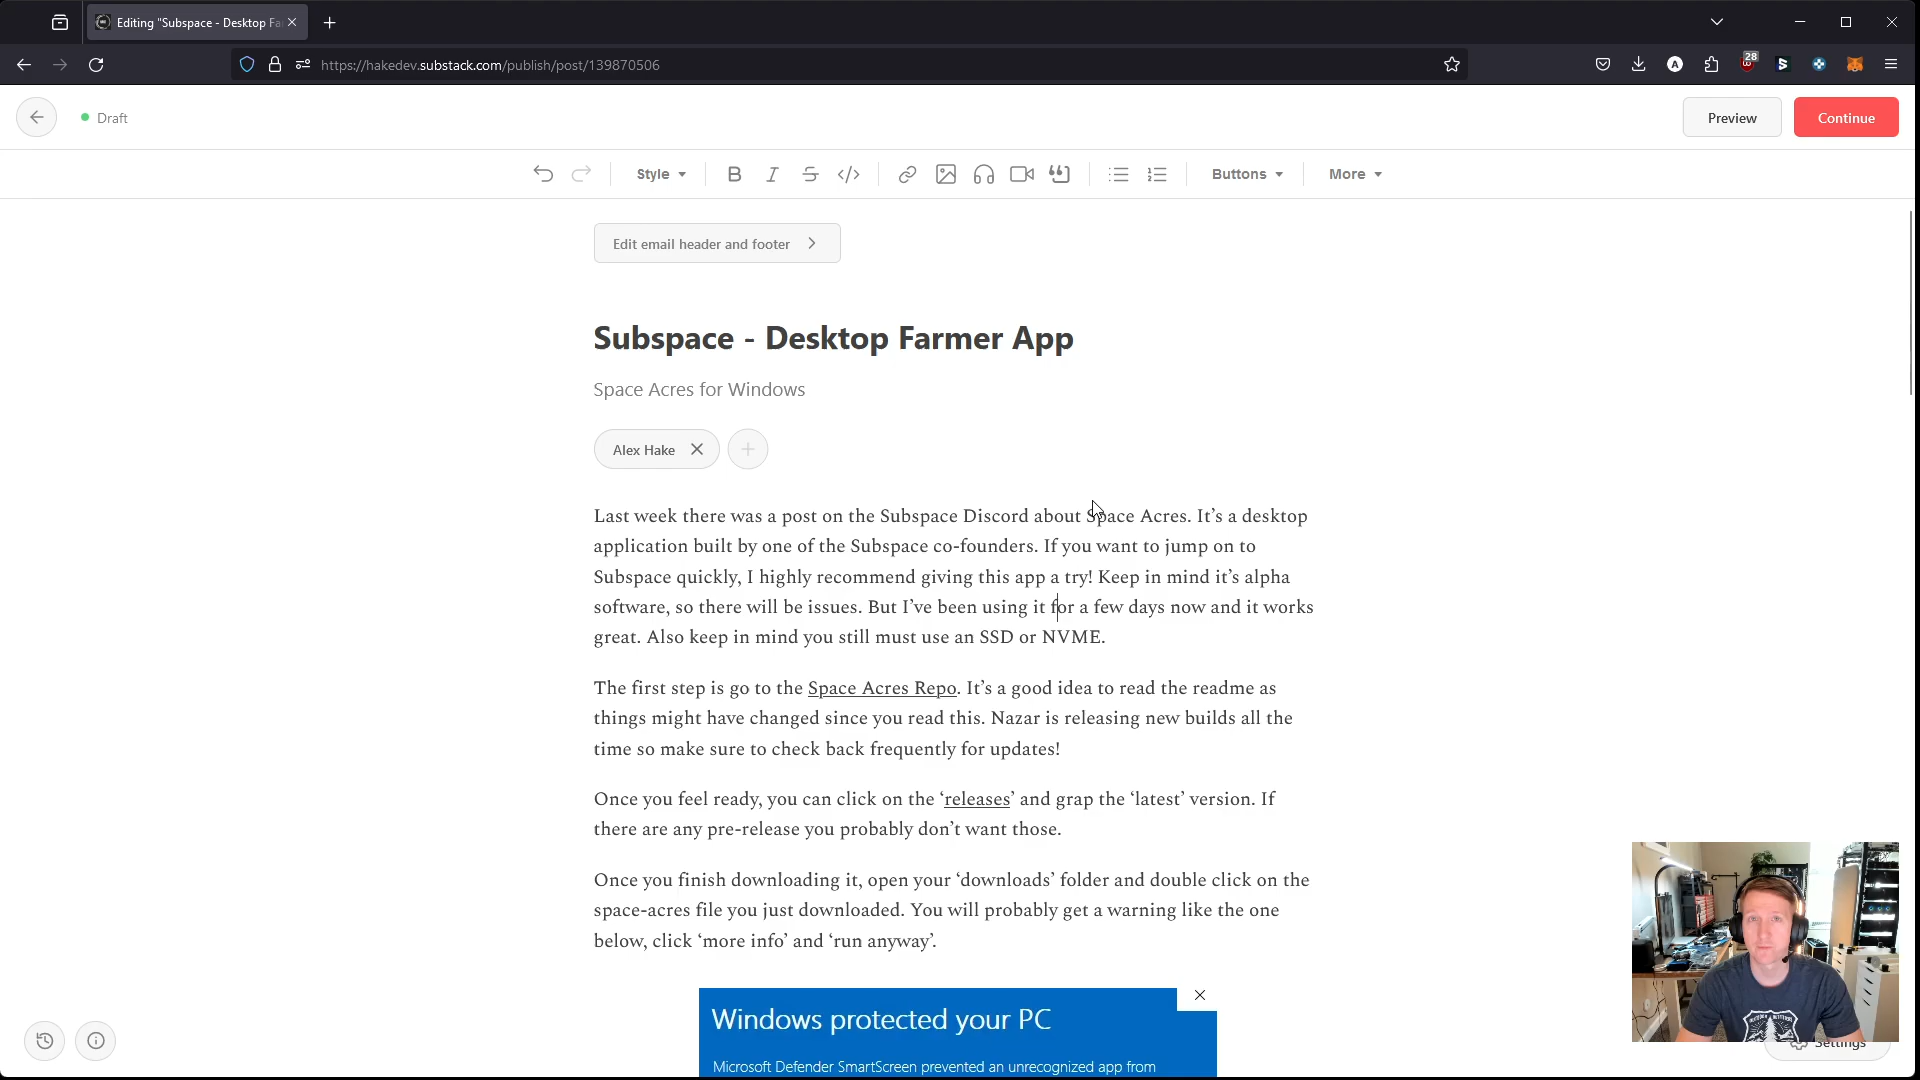 Editing "Subspace - Desktop Fa
https://hakedev.substack.com/publish/post/139870506
28
A
Draft
Preview
Continue
Style
Buttons
More
Edit email header and footer
Subspace - Desktop Farmer App
Space Acres for Windows
Alex Hake
Last week there was a post on the Subspace Discord about Space Acres. It’s a desktop
application built by one of the Subspace co-founders. If you want to jump on to
Subspace quickly, I highly recommend giving this app a try! Keep in mind it’s alpha
software, so there will be issues. But I’ve been using it for a few days now and it works
great. Also keep in mind you still must use an SSD or NVME.
The first step is go to the Space Acres Repo. It’s a good idea to read the readme as
things might have changed since you read this. Nazar is releasing new builds all the
time so make sure to check back frequently for updates!
Once you feel ready, you can click on the ‘releases’ and grap the ‘latest’ version. If
there are any pre-release you probably don’t want those.
Once you finish downloading it, open your ‘downloads’ folder and double click on the
space-acres file you just downloaded. You will probably get a warning like the one
below, click ‘more info’ and ‘run anyway’.
Windows protected your PC
Microsoft Defender SmartScreen prevented an unrecognized app from
Settings